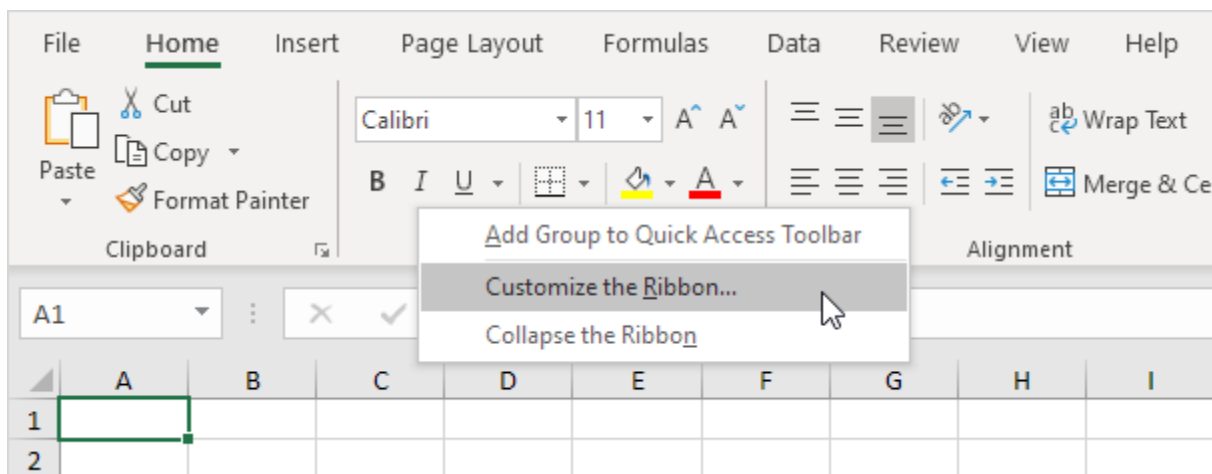 File Home Insert Page Layout Formulas Data Review View Help
Cut
Calibri 11 A A ab Wrap Text
Copy
Paste
B I U A Merge & Ce
Format Painter
Clipboard Alignment
Add Group to Quick Access Toolbar
Customize the Ribbon...
Collapse the Ribbon
A1
A B C D E F G H I
1
2